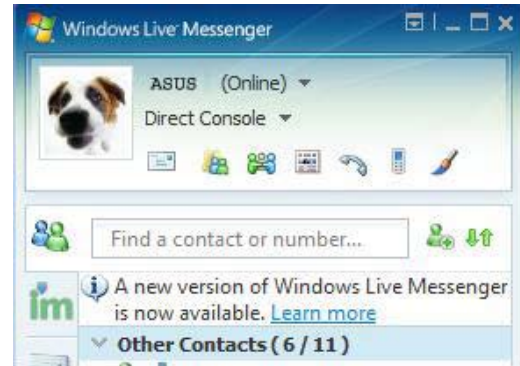 Windows Live Messenger
ASUS (Online)
Direct Console
Find a contact or number...
im
A new version of Windows Live Messenger
is now available. Learn more
Other Contacts ( 6 / 11 )